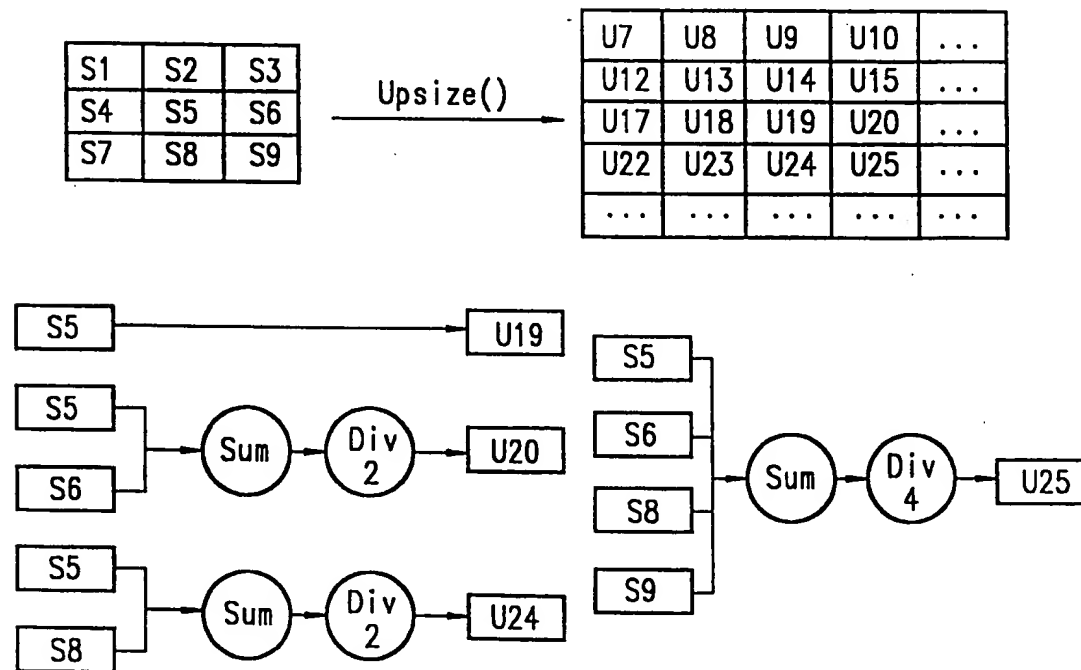 S1 S2 S3
S4 S5 S6
S7 S8 S9
Upsize()
U7 U8 U9 U10 ...
U12 U13 U14 U15 ...
U17 U18 U19 U20 ...
U22 U23 U24 U25 ...
... ... ... ... ...
S5 U19
S5
S6
Sum
Div
2
U20
S5
S8
Sum
Div
2
U24
S5
S6
S8
S9
Sum
Div
4
U25